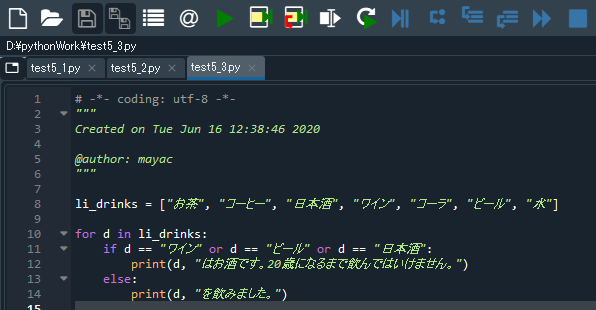 D:¥pythonWork¥test5_3.py
test5_1.py test5_2.py test5_3.py
1 # -*- coding: utf-8 -*-
2 """
3 Created on Tue Jun 16 12:38:46 2020
4
5 @author: mayac
6 """
7
8 li_drinks = ["お茶", "コーヒー", "日本酒", "ワイン", "コーラ", "ビール", "水"]
9
10 for d in li_drinks:
11     if d == "ワイン" or d == "ビール" or d == "日本酒":
12         print(d, "はお酒です。20歳になるまで飲んではいけません。")
13     else:
14         print(d, "を飲みました。")
15